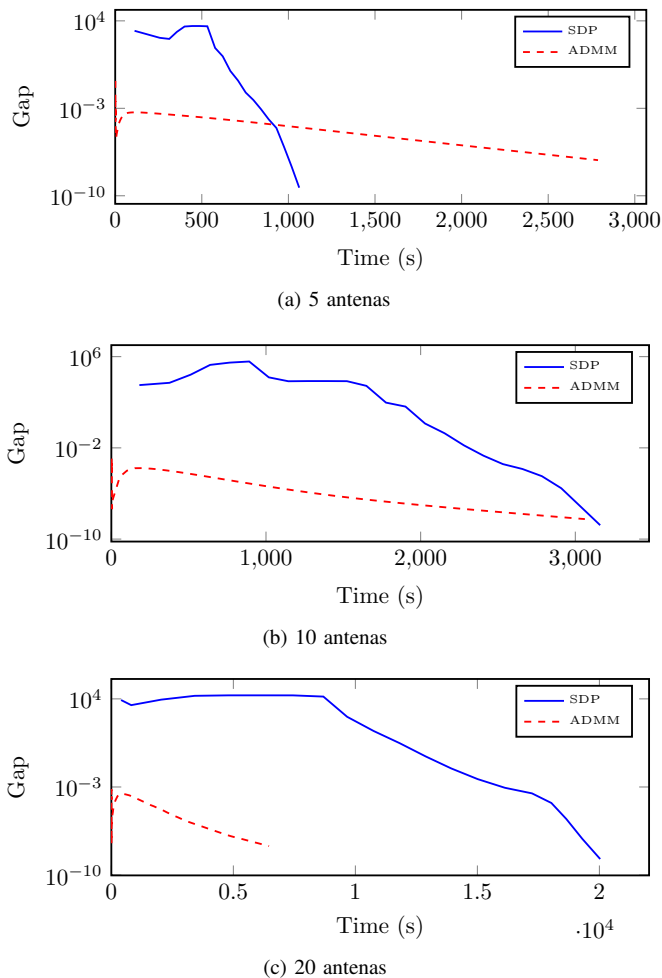 10^4
SDP
ADMM
Gap
10^-3
10^-10
0 500 1,000 1,500 2,000 2,500 3,000
Time (s)
(a) 5 antenas
10^6
SDP
ADMM
Gap
10^-2
10^-10
0 1,000 2,000 3,000
Time (s)
(b) 10 antenas
10^4
SDP
ADMM
Gap
10^-3
10^-10
0 0.5 1 1.5 2
Time (s)
·10^4
(c) 20 antenas